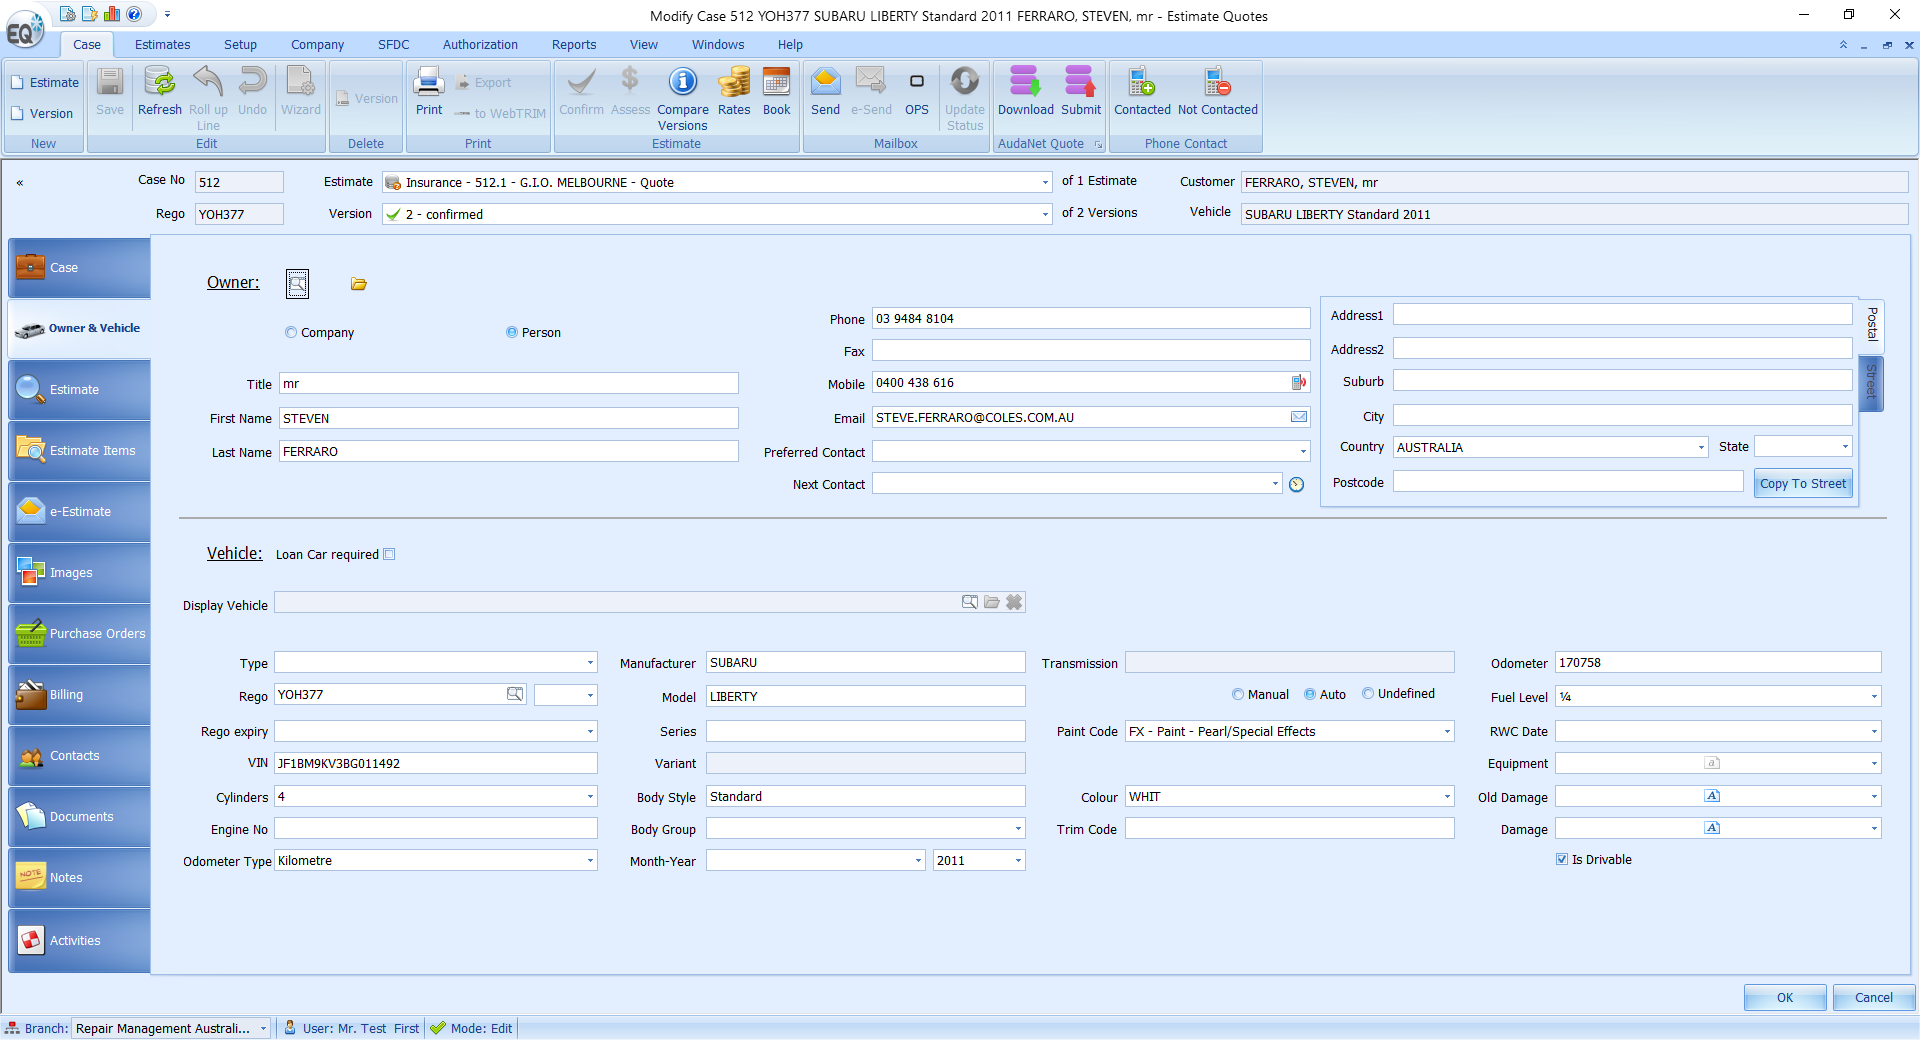 Modify Case 512 YOH377 SUBARU LIBERTY Standard 2011 FERRARO, STEVEN, mr - Estimate Quotes
EQ
Case Estimates Setup Company SFDC Authorization Reports View Windows Help
Estimate
Version
New
Save Refresh Roll up Line Undo Wizard
Edit
Version
Delete
Print Export to WebTRIM
Print
Confirm Assess Compare Versions Rates Book
Estimate
Send e-Send OPS Update Status
Mailbox
Download Submit
AudaNet Quote
Contacted Not Contacted
Phone Contact
«
Case No 512 Estimate Insurance - 512.1 - G.I.O. MELBOURNE - Quote of 1 Estimate Customer FERRARO, STEVEN, mr
Rego YOH377 Version 2 - confirmed of 2 Versions Vehicle SUBARU LIBERTY Standard 2011
Case
Owner & Vehicle
Estimate
Estimate Items
e-Estimate
Images
Purchase Orders
Billing
Contacts
Documents
NOTE Notes
Activities
Owner:
Company Person
Title mr
First Name STEVEN
Last Name FERRARO
Phone 03 9484 8104
Fax
Mobile 0400 438 616
Email STEVE.FERRARO@COLES.COM.AU
Preferred Contact
Next Contact
Address1
Address2
Suburb
City
Country AUSTRALIA State
Postcode Copy To Street
Postal
Street
Vehicle: Loan Car required
Display Vehicle
Type
Rego YOH377
Rego expiry
VIN JF1BM9KV3BG011492
Cylinders 4
Engine No
Odometer Type Kilometre
Manufacturer SUBARU
Model LIBERTY
Series
Variant
Body Style Standard
Body Group
Month-Year 2011
Transmission
Manual Auto Undefined
Paint Code FX - Paint - Pearl/Special Effects
Colour WHIT
Trim Code
Odometer 170758
Fuel Level ¼
RWC Date
Equipment a
Old Damage A
Damage A
Is Drivable
OK Cancel
Branch: Repair Management Australi... User: Mr. Test First Mode: Edit